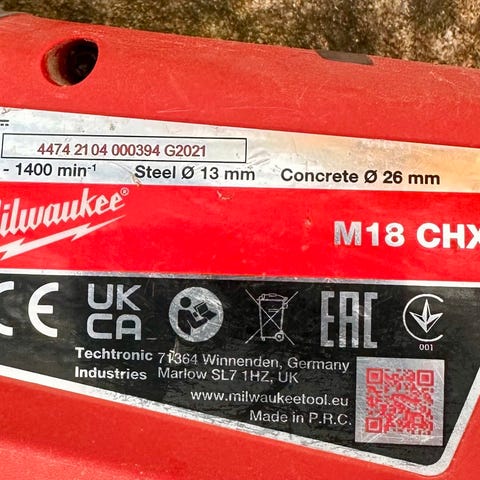 4474 21 04 000394 G2021
- 1400 min⁻¹ Steel Ø 13 mm Concrete Ø 26 mm
Milwaukee®
M18 CHX
CE UK CA EAC 001
Techtronic 71364 Winnenden, Germany
Industries Marlow SL7 1HZ, UK
www.milwaukeetool.eu
Made in P.R.C.